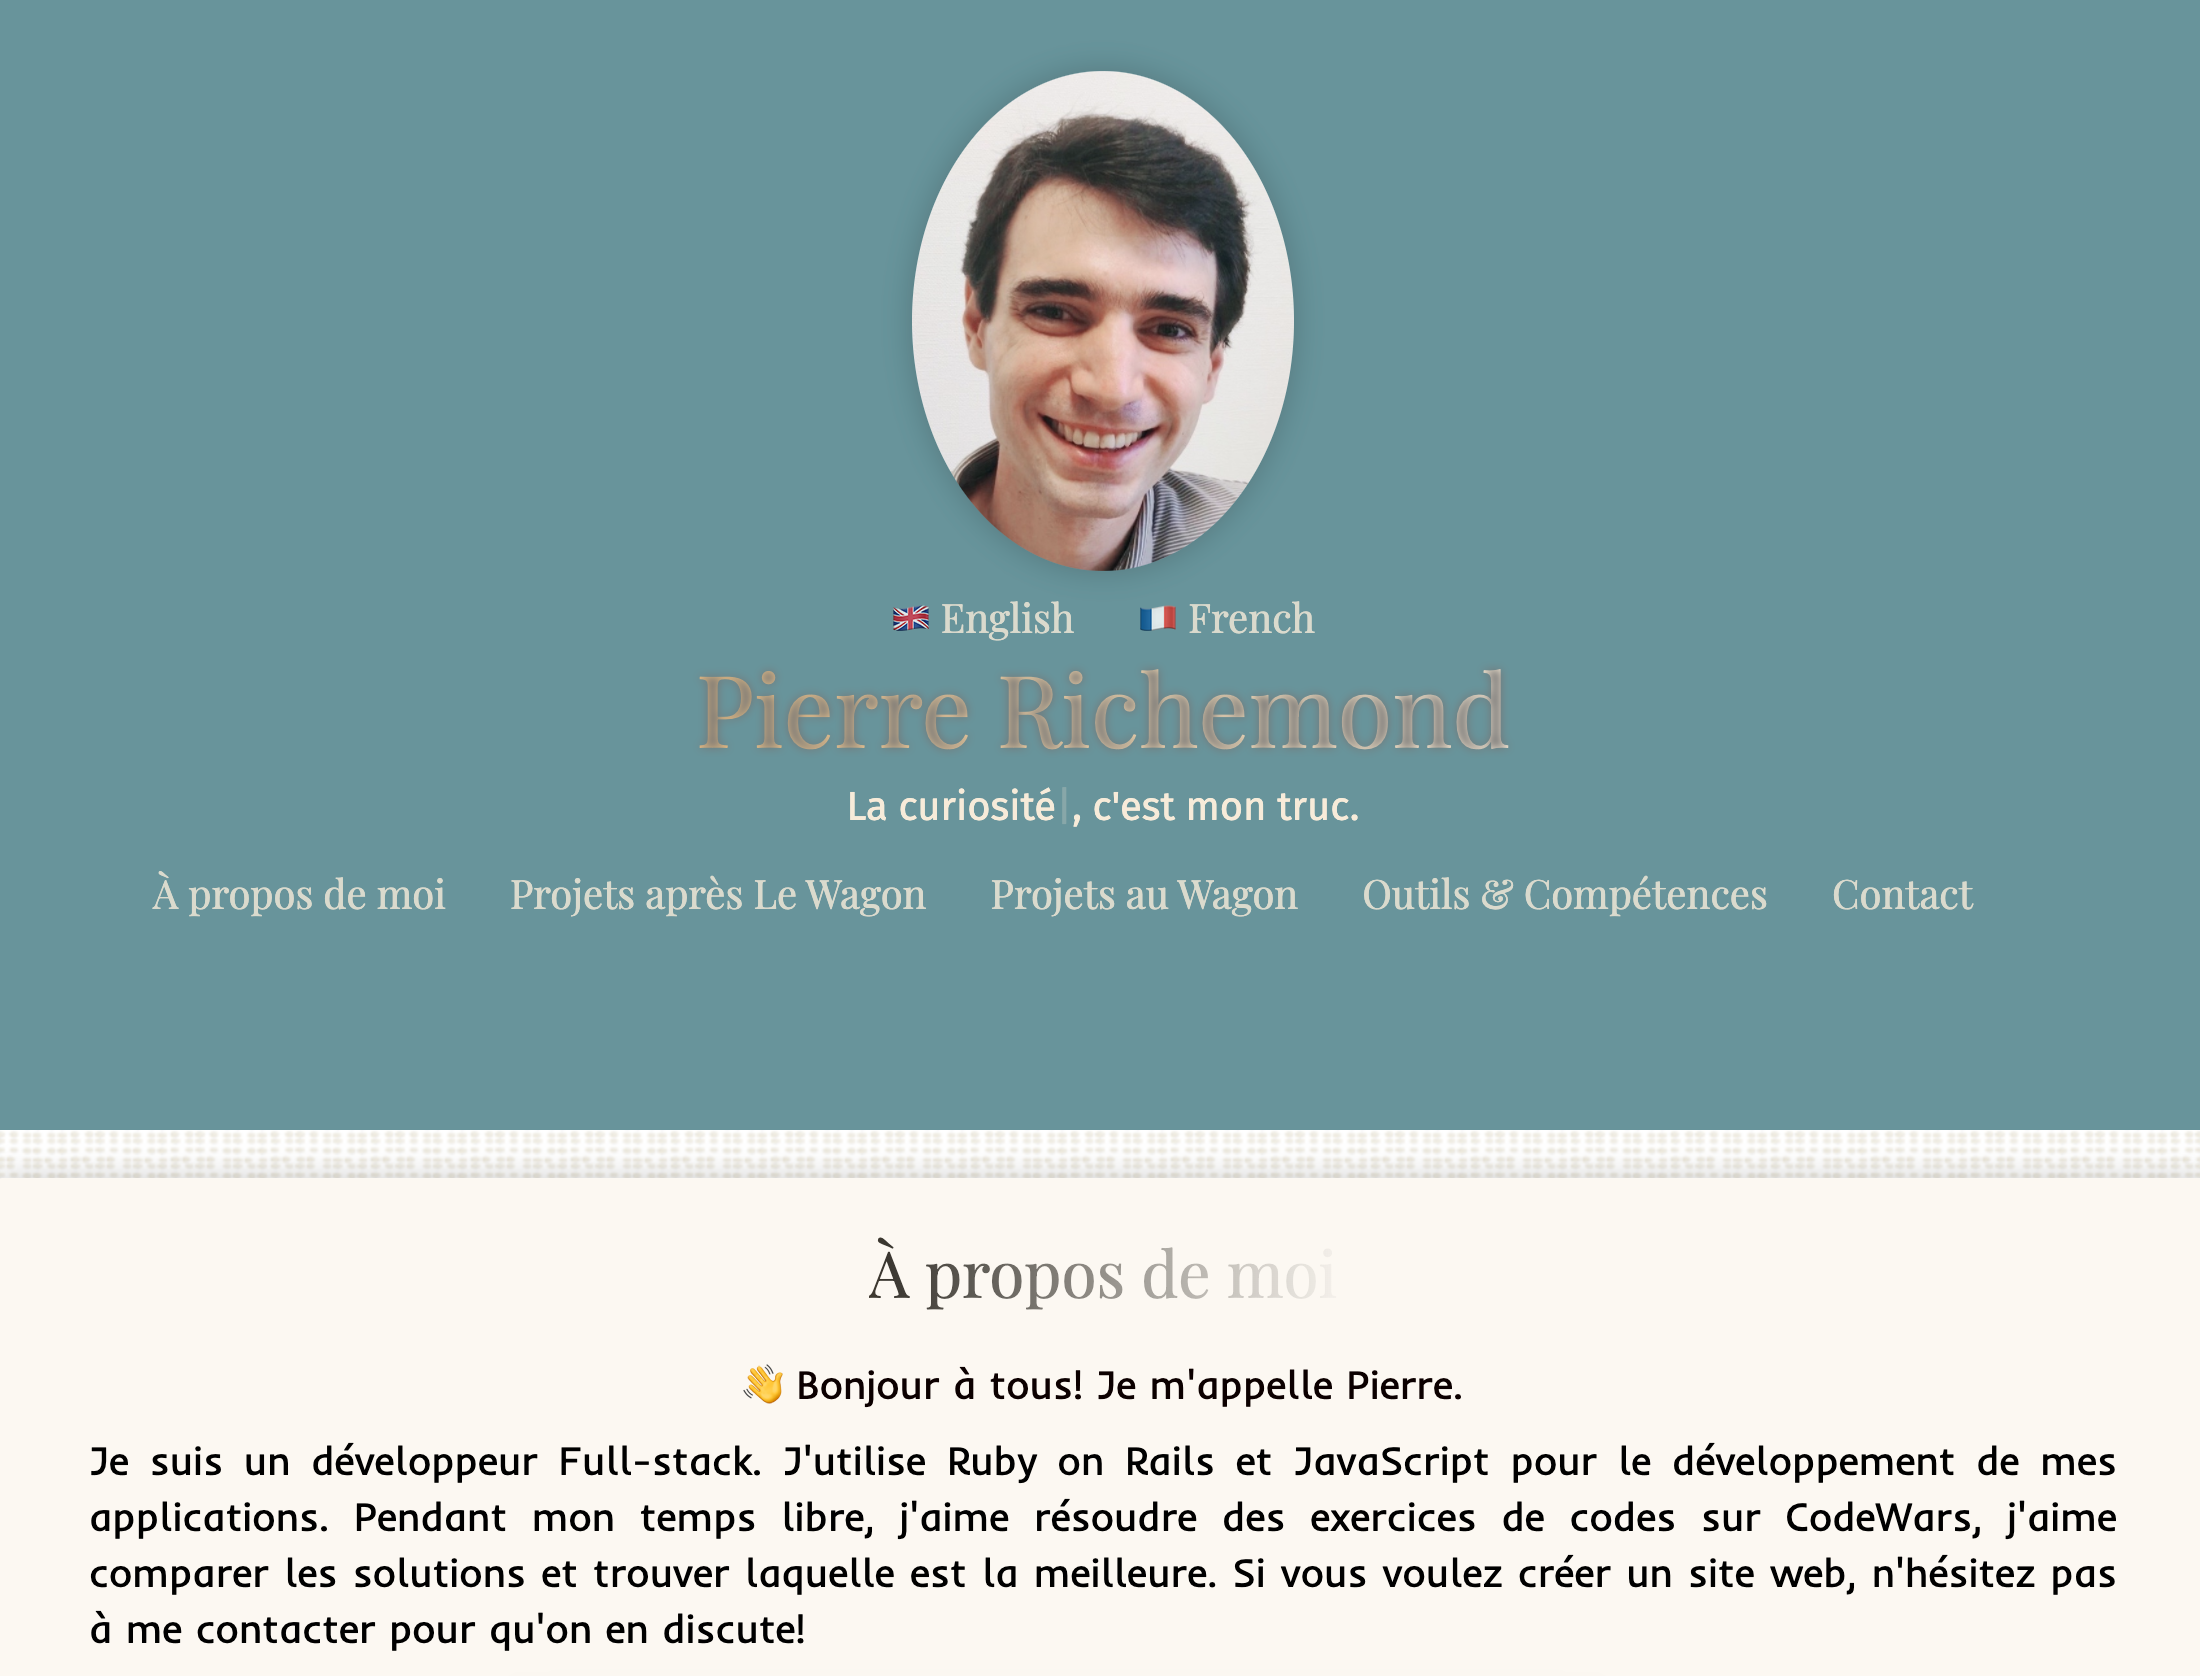 🇬🇧 English 🇫🇷 French
Pierre Richemond
La curiosité|, c'est mon truc.
À propos de moi Projets après Le Wagon Projets au Wagon Outils & Compétences Contact
À propos de moi
👋 Bonjour à tous! Je m'appelle Pierre.
Je suis un développeur Full-stack. J'utilise Ruby on Rails et JavaScript pour le développement de mes
applications. Pendant mon temps libre, j'aime résoudre des exercices de codes sur CodeWars, j'aime
comparer les solutions et trouver laquelle est la meilleure. Si vous voulez créer un site web, n'hésitez pas
à me contacter pour qu'on en discute!